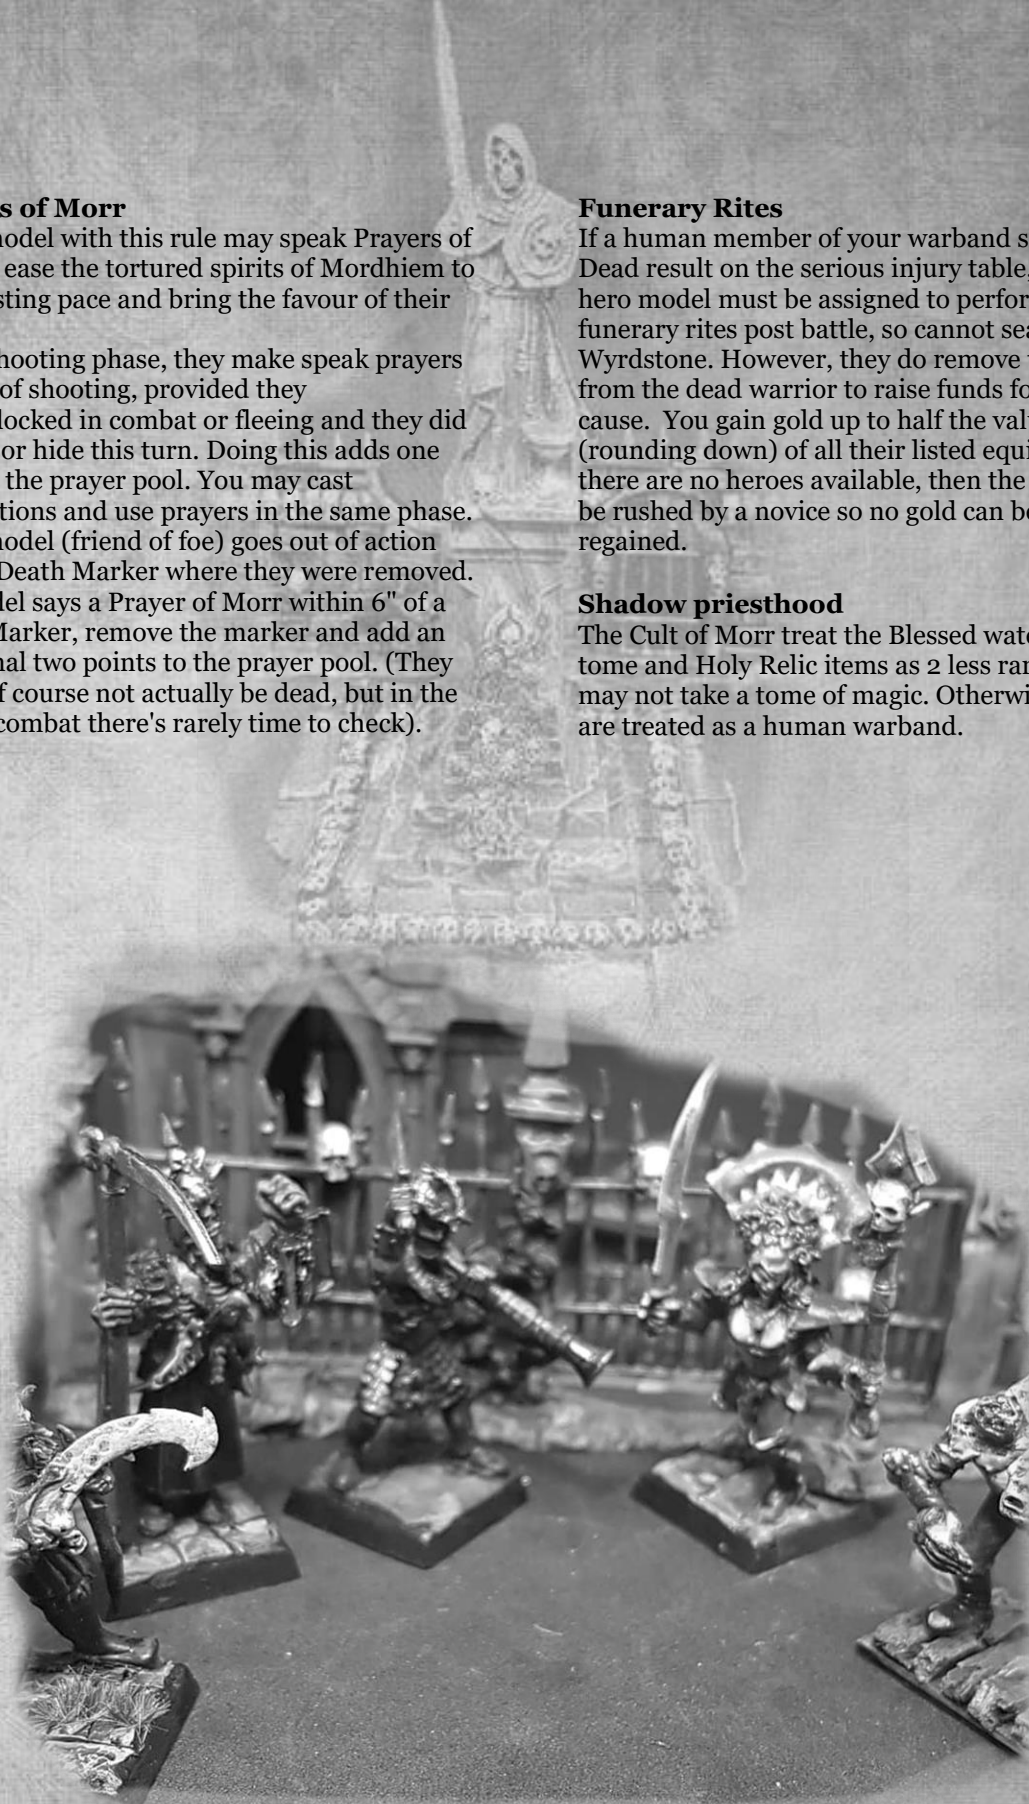 s of Morr
odel with this rule may speak Prayers of
ease the tortured spirits of Mordhiem to
sting pace and bring the favour of their
hooting phase, they make speak prayers
of shooting, provided they
locked in combat or fleeing and they did
or hide this turn. Doing this adds one
the prayer pool. You may cast
tions and use prayers in the same phase.
odel (friend of foe) goes out of action
Death Marker where they were removed.
el says a Prayer of Morr within 6" of a
Marker, remove the marker and add an
al two points to the prayer pool. (They
f course not actually be dead, but in the
combat there's rarely time to check).
Funerary Rites
If a human member of your warband s
Dead result on the serious injury table,
hero model must be assigned to perfor
funerary rites post battle, so cannot sea
Wyrdstone. However, they do remove
from the dead warrior to raise funds fo
cause. You gain gold up to half the val
(rounding down) of all their listed equi
there are no heroes available, then the
be rushed by a novice so no gold can be
regained.
Shadow priesthood
The Cult of Morr treat the Blessed wat
tome and Holy Relic items as 2 less rar
may not take a tome of magic. Otherwi
are treated as a human warband.